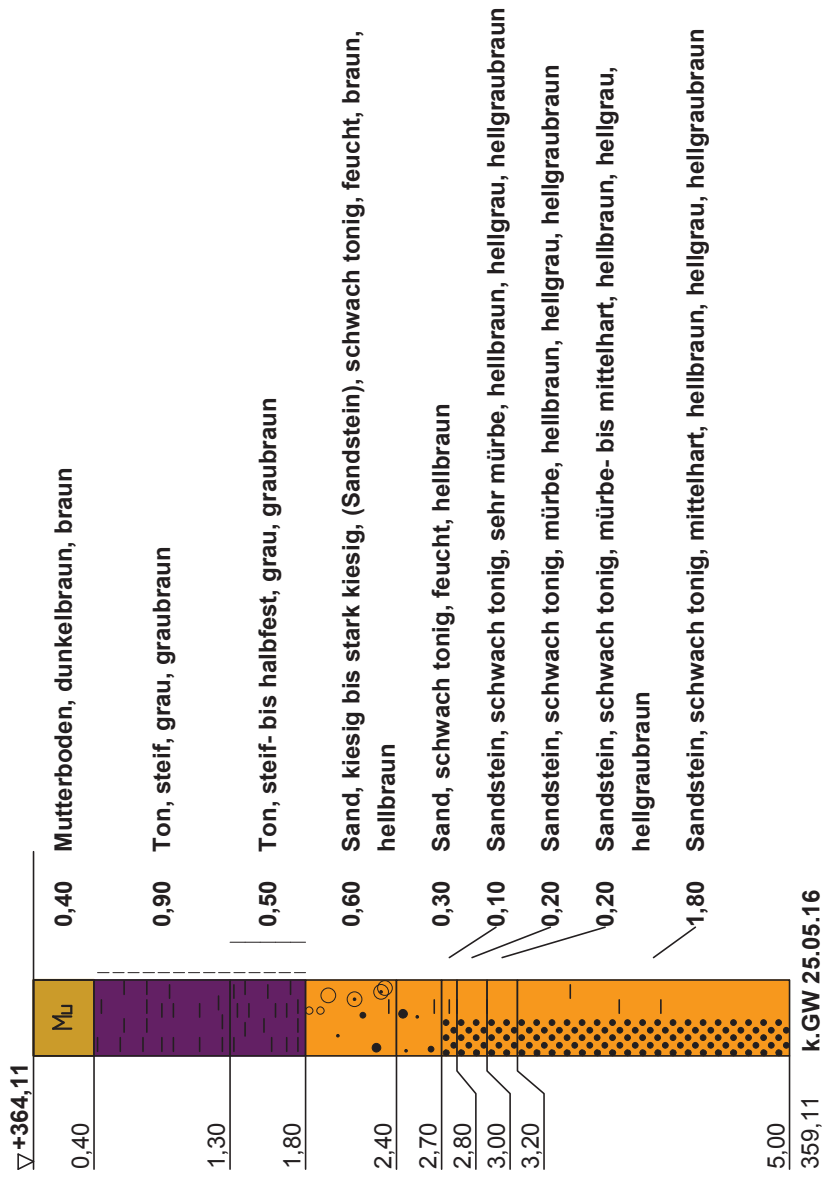 ▽+364,11
Mu
0,40
0,40 Mutterboden, dunkelbraun, braun
0,90 Ton, steif, grau, graubraun
1,30
0,50 Ton, steif- bis halbfest, grau, graubraun
1,80
0,60 Sand, kiesig bis stark kiesig, (Sandstein), schwach tonig, feucht, braun,
hellbraun
2,40
0,30 Sand, schwach tonig, feucht, hellbraun
2,70
0,10 Sandstein, schwach tonig, sehr mürbe, hellbraun, hellgrau, hellgraubraun
2,80
0,20 Sandstein, schwach tonig, mürbe, hellbraun, hellgrau, hellgraubraun
3,00
0,20 Sandstein, schwach tonig, mürbe- bis mittelhart, hellbraun, hellgrau,
hellgraubraun
3,20
1,80 Sandstein, schwach tonig, mittelhart, hellbraun, hellgrau, hellgraubraun
5,00
359,11
k.GW 25.05.16